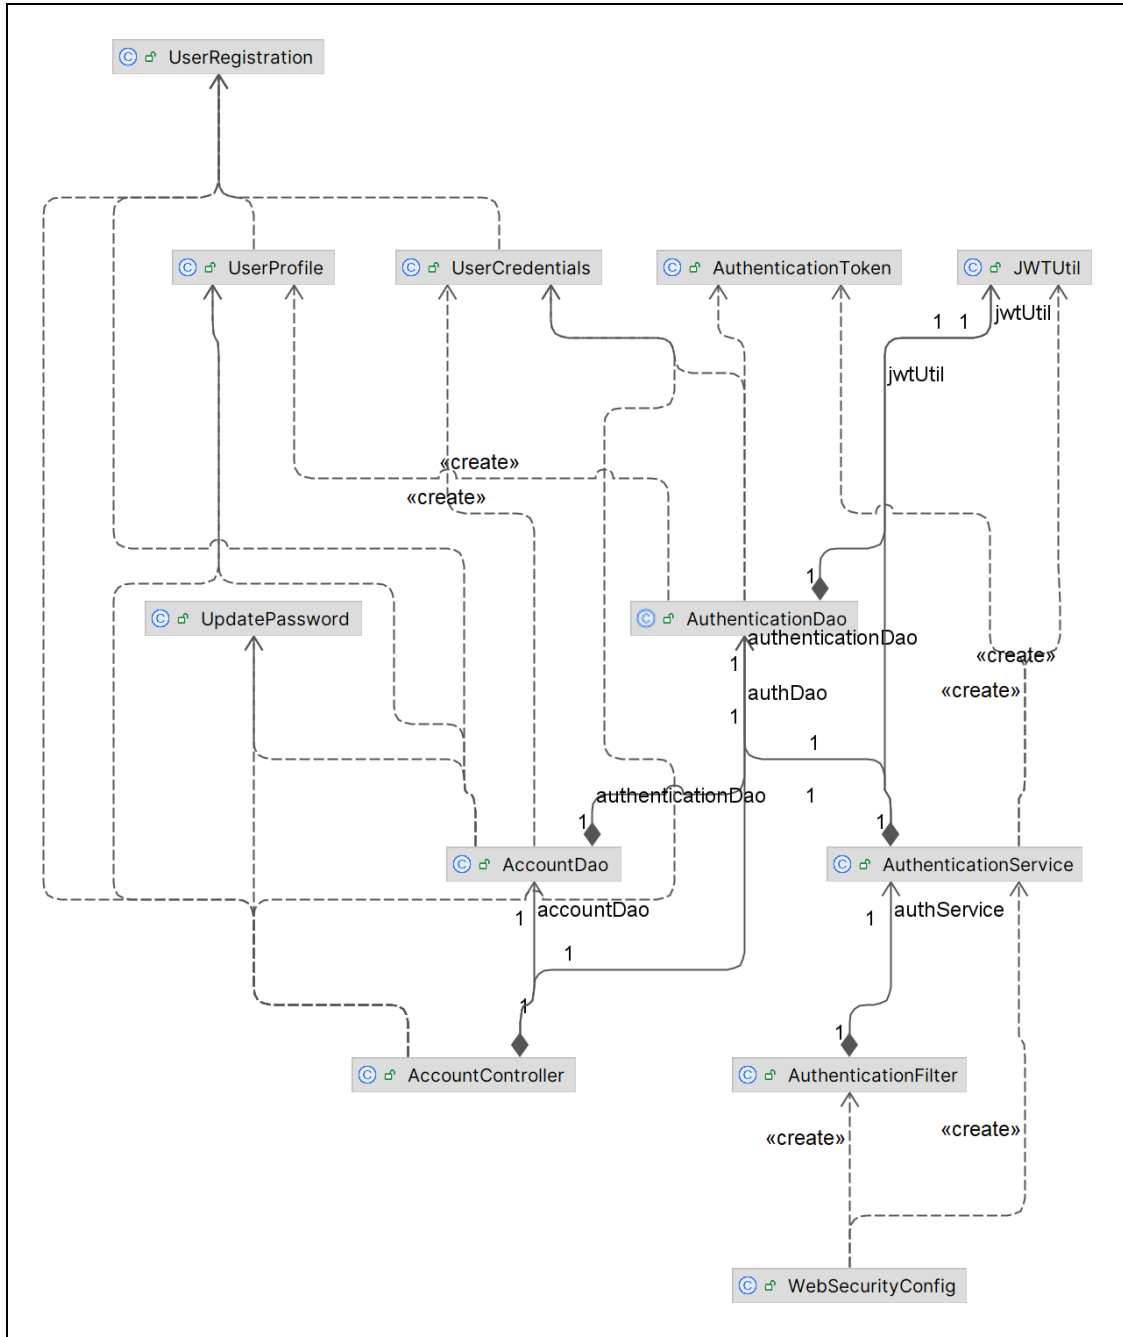 UserRegistration
UserProfile
UserCredentials
AuthenticationToken
JWTUtil
jwtUtil
1 1
jwtUtil
«create»
«create»
1
UpdatePassword
AuthenticationDao
authenticationDao
«create»
1
authDao
«create»
1
1
authenticationDao
1
1
1
AccountDao
AuthenticationService
accountDao
authService
1
1
1
1
1
AccountController
AuthenticationFilter
«create»
«create»
WebSecurityConfig